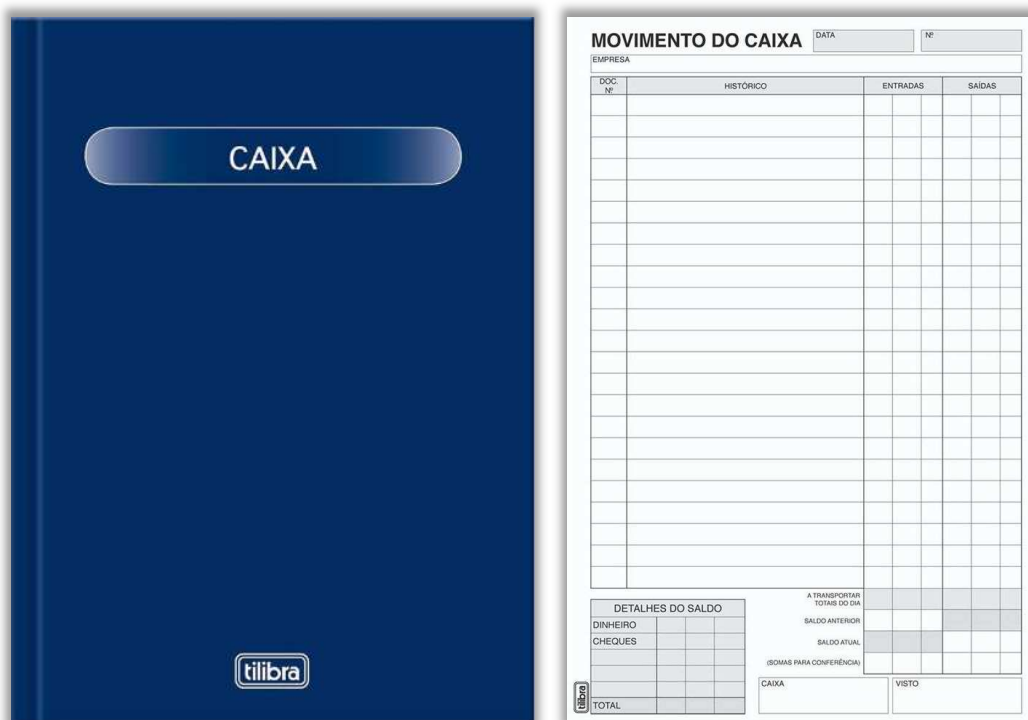 CAIXA
tilibra
MOVIMENTO DO CAIXA
DATA
Nº
EMPRESA
DOC.
Nº
HISTÓRICO
ENTRADAS
SAÍDAS
A TRANSPORTAR
TOTAIS DO DIA
SALDO ANTERIOR
SALDO ATUAL
(SOMAS PARA CONFERÊNCIA)
DETALHES DO SALDO
DINHEIRO
CHEQUES
TOTAL
CAIXA
VISTO
tilibra